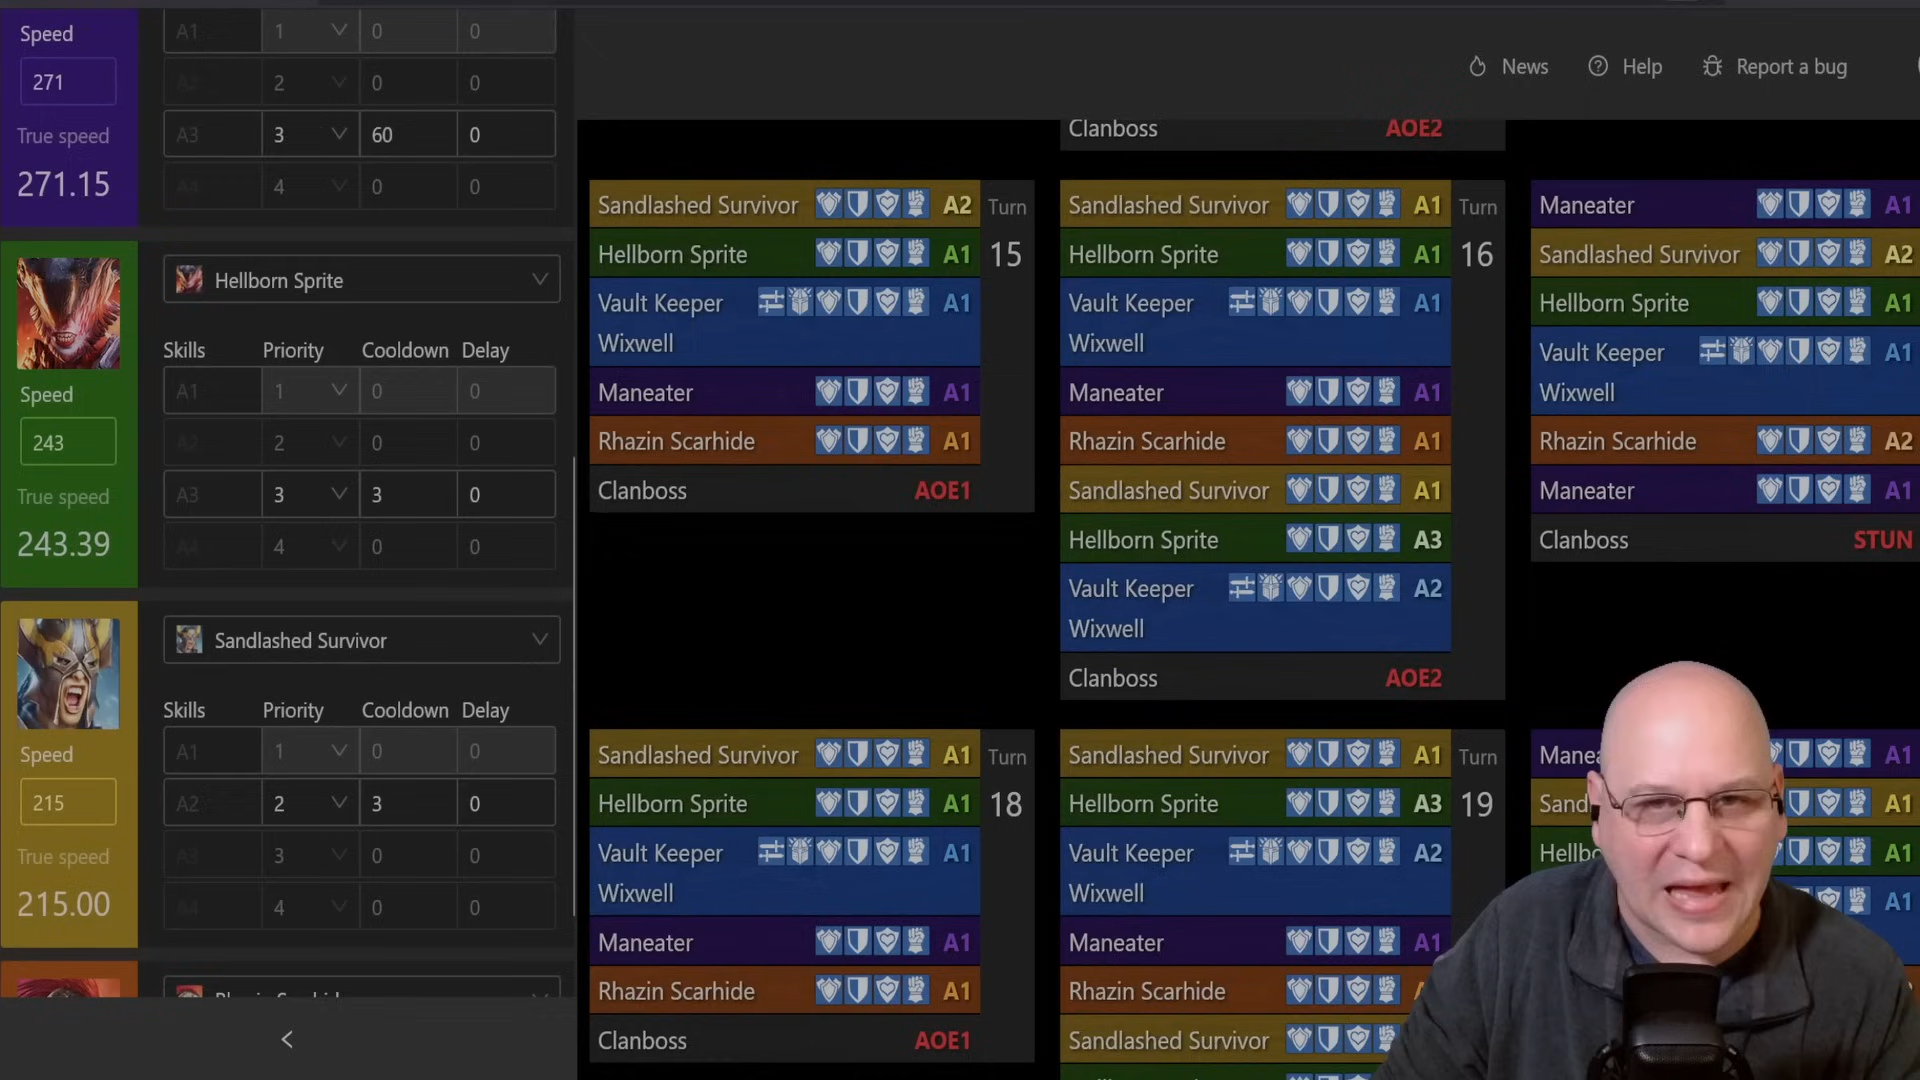 News
Help
Report a bug
Speed
271
True speed
271.15
A1 1 0 0
2 0 0
A3 3 60 0
4 0 0
Hellborn Sprite
Skills Priority Cooldown Delay
Speed
243
True speed
243.39
A1 1 0 0
A2 2 0 0
A3 3 3 0
A4 4 0 0
Sandlashed Survivor
Skills Priority Cooldown Delay
Speed
215
True speed
215.00
A1 1 0 0
A2 2 3 0
A3 3 0 0
A4 4 0 0
Clanboss AOE2
Sandlashed Survivor A2
Hellborn Sprite A1
Vault Keeper A1
Wixwell
Maneater A1
Rhazin Scarhide A1
Clanboss AOE1
Turn
15
Sandlashed Survivor A1
Hellborn Sprite A1
Vault Keeper A1
Wixwell
Maneater A1
Rhazin Scarhide A1
Sandlashed Survivor A1
Hellborn Sprite A3
Vault Keeper A2
Wixwell
Clanboss AOE2
Turn
16
Maneater A1
Sandlashed Survivor A2
Hellborn Sprite A1
Vault Keeper A1
Wixwell
Rhazin Scarhide A2
Maneater A1
Clanboss STUN
Sandlashed Survivor A1
Hellborn Sprite A1
Vault Keeper A1
Wixwell
Maneater A1
Rhazin Scarhide A1
Clanboss AOE1
Turn
18
Sandlashed Survivor A1
Hellborn Sprite A3
Vault Keeper A2
Wixwell
Maneater A1
Rhazin Scarhide
Sandlashed Survivor
Turn
19
Manea A1
Sand A1
Hellbo A1
A1